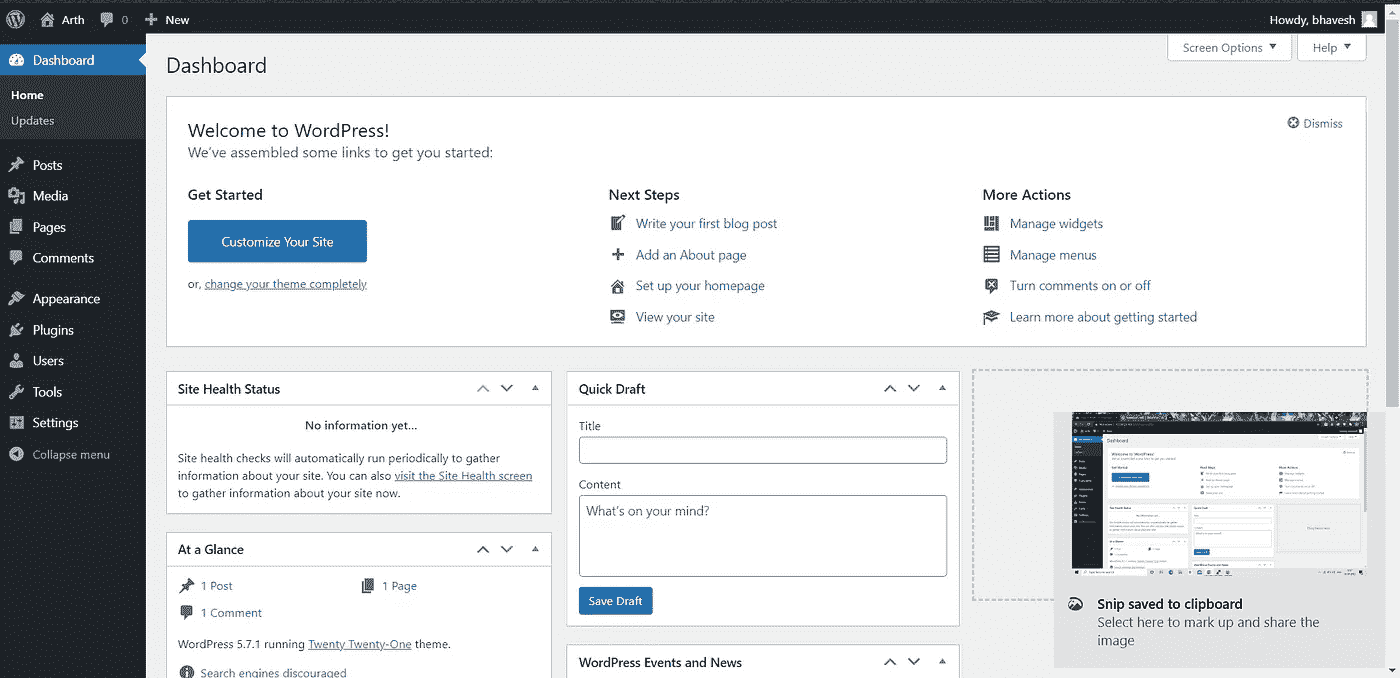 Arth
0
New
Howdy, bhavesh
Dashboard
Home
Updates
Posts
Media
Pages
Comments
Appearance
Plugins
Users
Tools
Settings
Collapse menu
Screen Options
Help
Dashboard
Welcome to WordPress!
We've assembled some links to get you started:
Dismiss
Get Started
Customize Your Site
or, change your theme completely
Next Steps
Write your first blog post
Add an About page
Set up your homepage
View your site
More Actions
Manage widgets
Manage menus
Turn comments on or off
Learn more about getting started
Site Health Status
No information yet...
Site health checks will automatically run periodically to gather
information about your site. You can also visit the Site Health screen
to gather information about your site now.
At a Glance
1 Post
1 Page
1 Comment
WordPress 5.7.1 running Twenty Twenty-One theme.
Search engines discouraged
Quick Draft
Title
Content
What's on your mind?
Save Draft
WordPress Events and News
Dashboard
Welcome to WordPress!
Snip saved to clipboard
Select here to mark up and share the
image